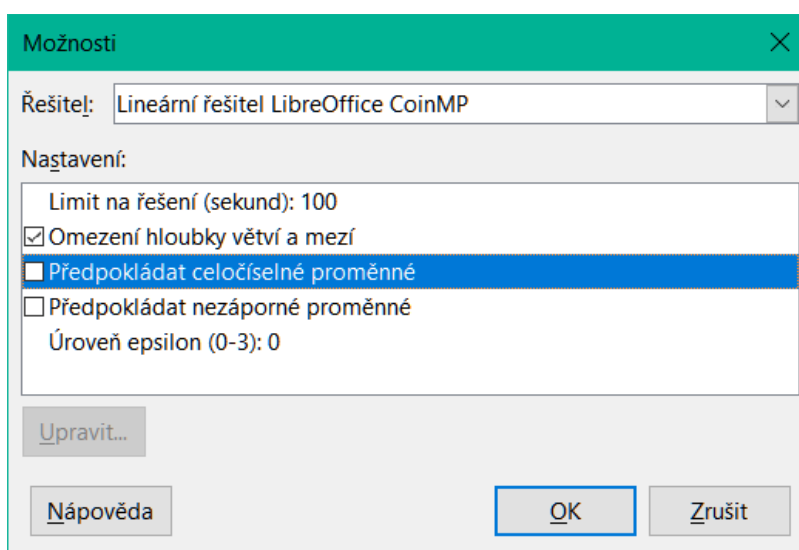 Možnosti
Řešitel: Lineární řešitel LibreOffice CoinMP
Nastavení:
Limit na řešení (sekund): 100
Omezení hloubky větví a mezí
Předpokládat celočíselné proměnné
Předpokládat nezáporné proměnné
Úroveň epsilon (0-3): 0
Upravit...
Nápověda OK Zrušit